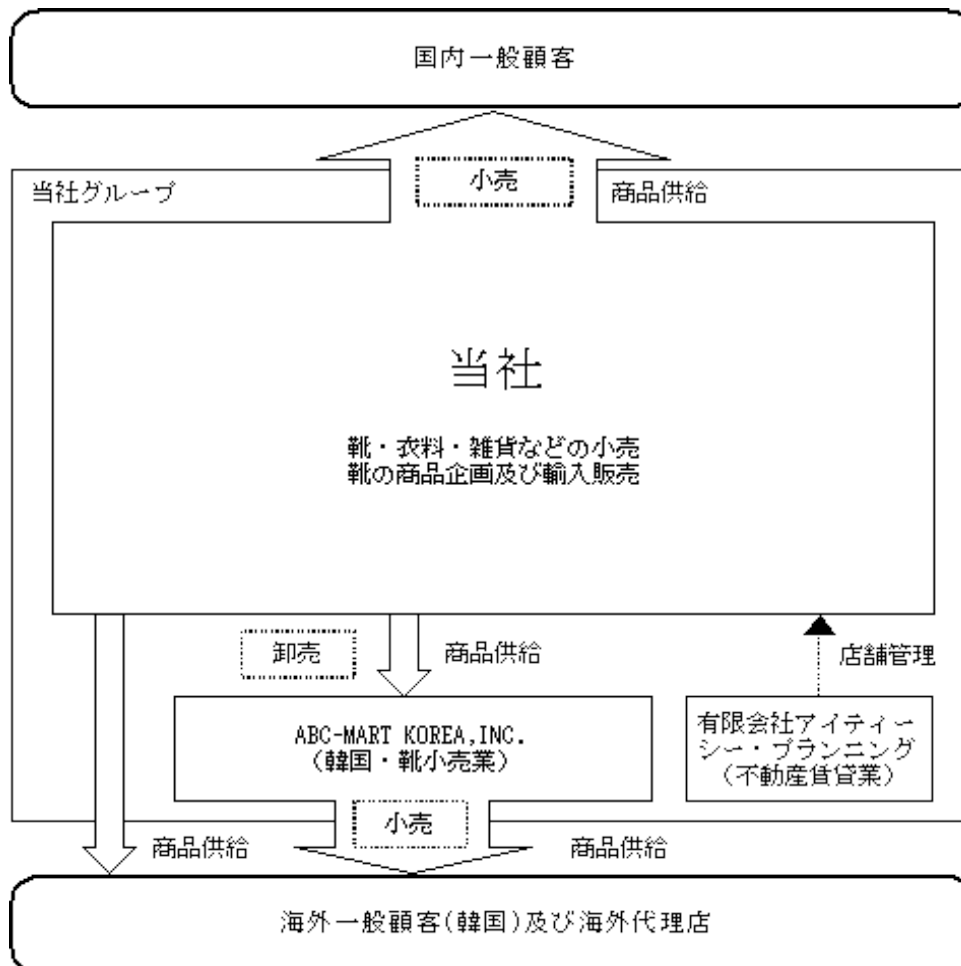 国内一般顧客
小売
当社グループ
商品供給
当社
靴・衣料・雑貨などの小売
靴の商品企画及び輸入販売
卸売
商品供給
店舗管理
ABC-MART KOREA,INC.
（韓国・靴小売業）
有限会社アイティー
シー・プランニング
（不動産賃貸業）
小売
商品供給
商品供給
海外一般顧客(韓国)及び海外代理店